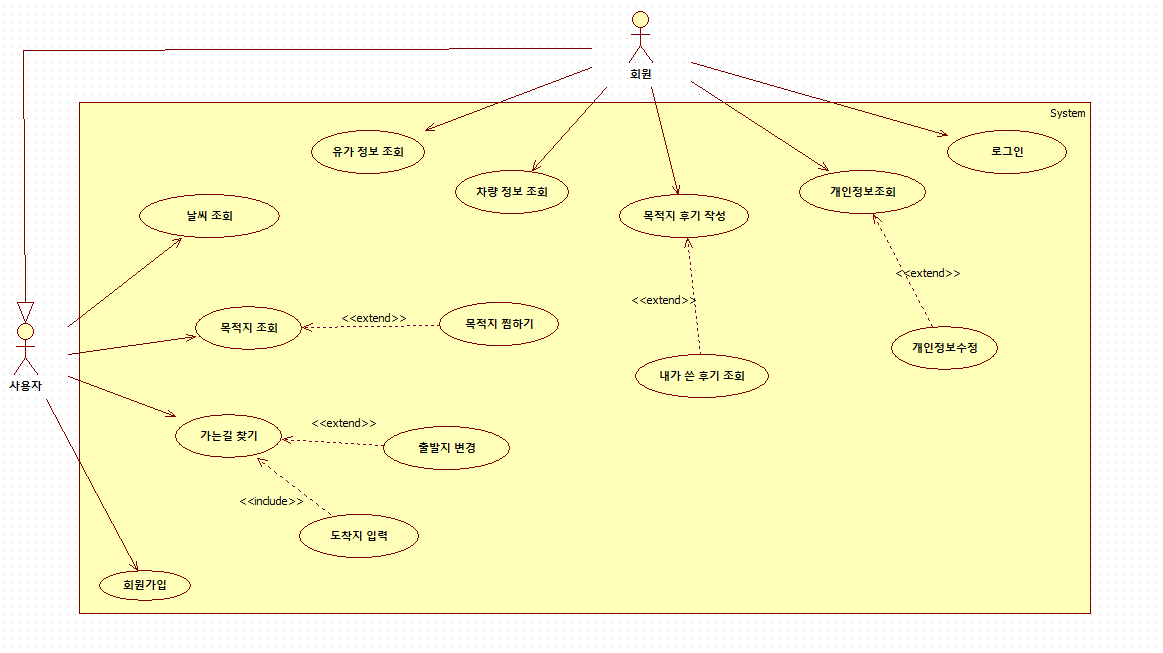 회원
System
유가 정보 조회
로그인
차량 정보 조회
개인정보조회
날씨 조회
목적지 후기 작성
<<extend>>
<<extend>>
<<extend>>
목적지 조회
목적지 찜하기
개인정보수정
사용자
내가 쓴 후기 조회
<<extend>>
가는길 찾기
출발지 변경
<<include>>
도착지 입력
회원가입